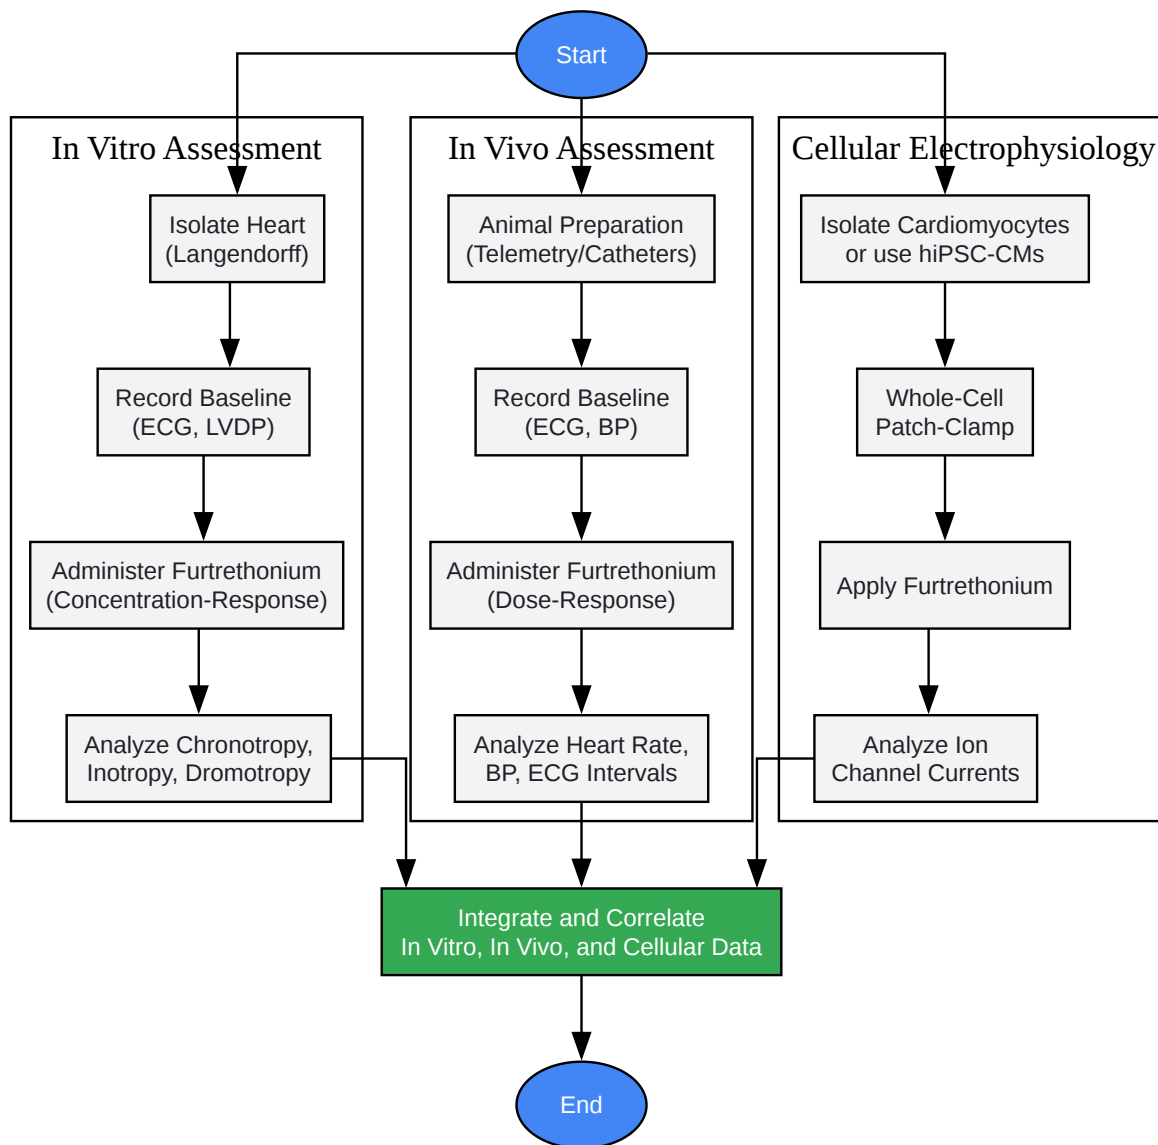 Start
In Vitro Assessment
Isolate Heart
(Langendorff)
Record Baseline
(ECG, LVDP)
Administer Furtrethonium
(Concentration-Response)
Analyze Chronotropy,
Inotropy, Dromotropy
In Vivo Assessment
Animal Preparation
(Telemetry/Catheters)
Record Baseline
(ECG, BP)
Administer Furtrethonium
(Dose-Response)
Analyze Heart Rate,
BP, ECG Intervals
Cellular Electrophysiology
Isolate Cardiomyocytes
or use hiPSC-CMs
Whole-Cell
Patch-Clamp
Apply Furtrethonium
Analyze Ion
Channel Currents
Integrate and Correlate
In Vitro, In Vivo, and Cellular Data
End